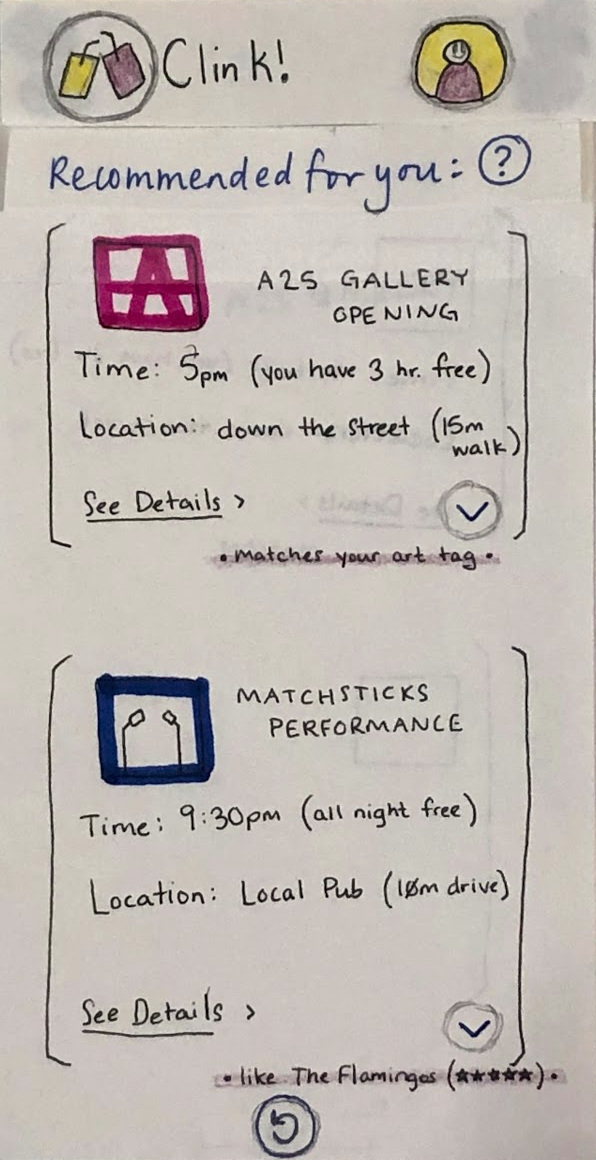 Clink!
Recommended for you: ?
A25 GALLERY
OPENING
Time: 5pm (you have 3 hr. free)
Location: down the street (15m
walk)
See Details >
• matches your art tag •
MATCHSTICKS
PERFORMANCE
Time: 9:30pm (all night free)
Location: Local Pub (10m drive)
See Details >
• like The Flamingos (★★★★★) •